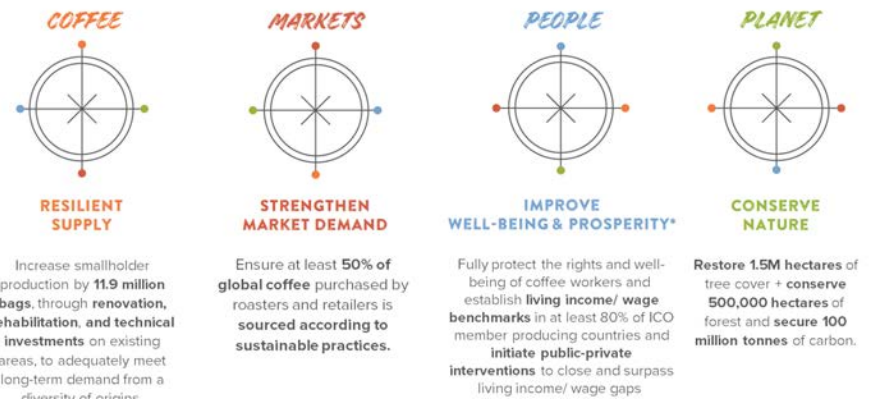 COFFEE
RESILIENT
SUPPLY
Increase smallholder
production by 11.9 million
bags, through renovation,
rehabilitation, and technical
investments on existing
areas, to adequately meet
long-term demand from a
diversity of origins
MARKETS
STRENGTHEN
MARKET DEMAND
Ensure at least 50% of
global coffee purchased by
roasters and retailers is
sourced according to
sustainable practices.
PEOPLE
IMPROVE
WELL-BEING & PROSPERITY*
Fully protect the rights and well-
being of coffee workers and
establish living income/ wage
benchmarks in at least 80% of ICO
member producing countries and
initiate public-private
interventions to close and surpass
living income/ wage gaps
PLANET
CONSERVE
NATURE
Restore 1.5M hectares of
tree cover + conserve
500,000 hectares of
forest and secure 100
million tonnes of carbon.